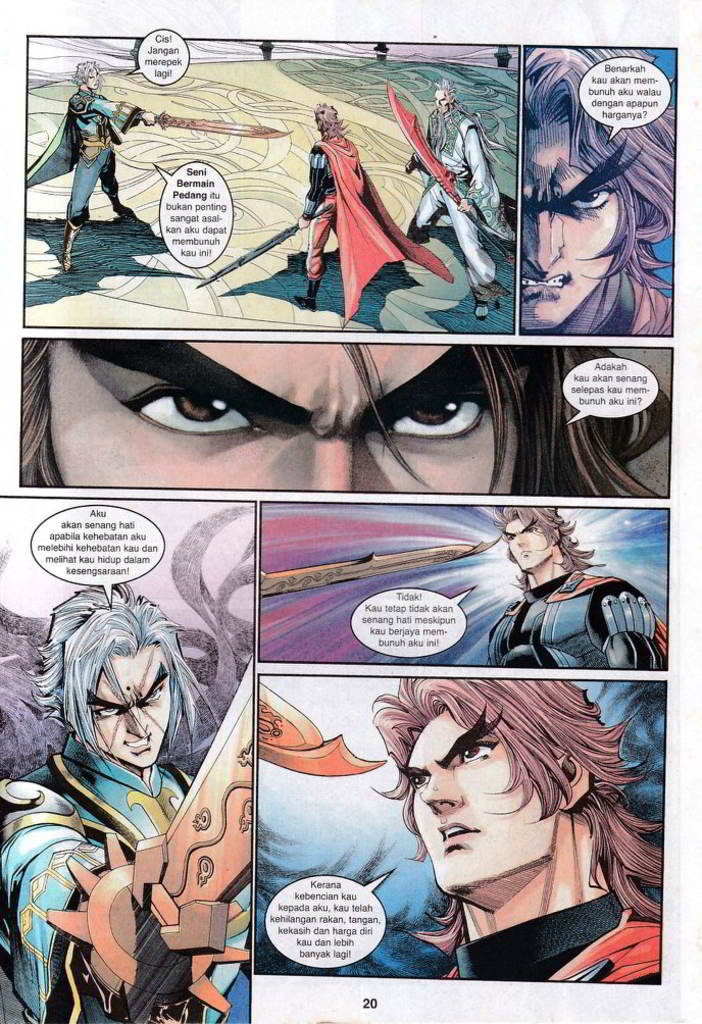 Cis!
Jangan
merepek
lagi!
Seni
Bermain
Pedang itu
bukan penting
sangat asal-
kan aku dapat
membunuh
kau ini!
Benarkah
kau akan mem-
bunuh aku walau
dengan apapun
harganya?
Adakah
kau akan senang
selepas kau mem-
bunuh aku ini?
Aku
akan senang hati
apabila kehebatan aku
melebihi kehebatan kau dan
melihat kau hidup dalam
kesengsaraan!
Tidak!
Kau tetap tidak akan
senang hati meskipun
kau berjaya mem-
bunuh aku ini!
Kerana
kebencian kau
kepada aku, kau telah
kehilangan rakan, tangan,
kekasih dan harga diri
kau dan lebih
banyak lagi!
20